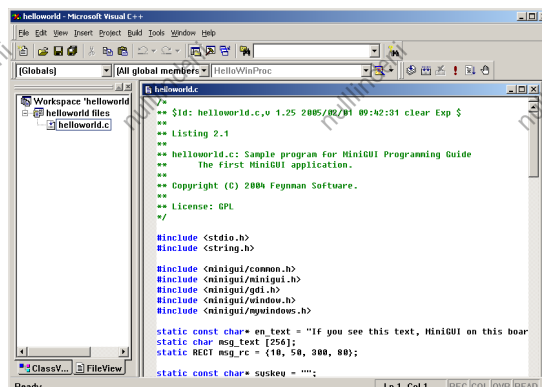 helloworld - Microsoft Visual C++
File Edit View Insert Project Build Tools Window Help
(Globals) [All global members HelloWinProc
Workspace 'helloworld
helloworld files
helloworld.c
ClassV... FileView
helloworld.c
/*
** $Id: helloworld.c,v 1.25 2005/02/01 09:42:31 clear Exp $
**
** Listing 2.1
**
** helloworld.c: Sample program for MiniGUI Programming Guide
** The first MiniGUI application.
**
** Copyright (C) 2004 Feynman Software.
**
** License: GPL
*/
#include <stdio.h>
#include <string.h>
#include <minigui/common.h>
#include <minigui/minigui.h>
#include <minigui/gdi.h>
#include <minigui/window.h>
#include <minigui/mywindows.h>
static const char* en_text = "If you see this text, MiniGUI on this boar
static char msg_text [256];
static RECT msg_rc = {10, 50, 300, 80};
static const char* syskey = "";
Ready Ln 1, Col 1 REC COL OVR READ